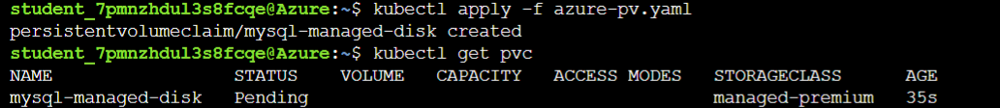 student_7pmnzhdul3s8fcqe@Azure:~$ kubectl apply -f azure-pv.yaml
persistentvolumeclaim/mysql-managed-disk created
student_7pmnzhdul3s8fcqe@Azure:~$ kubectl get pvc
NAME STATUS VOLUME CAPACITY ACCESS MODES STORAGECLASS AGE
mysql-managed-disk Pending managed-premium 35s